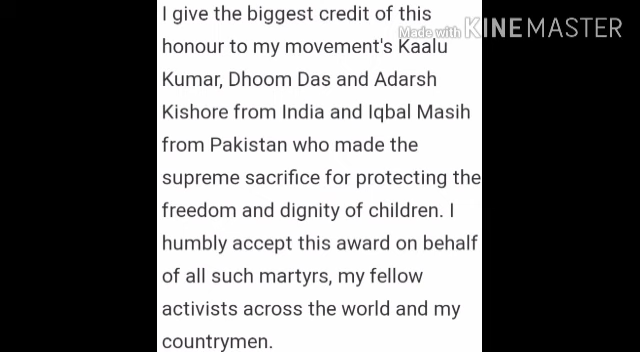 I give the biggest credit of this
Made with KINEMASTER
honour to my movement's Kaalu
Kumar, Dhoom Das and Adarsh
Kishore from India and Iqbal Masih
from Pakistan who made the
supreme sacrifice for protecting the
freedom and dignity of children. I
humbly accept this award on behalf
of all such martyrs, my fellow
activists across the world and my
countrymen.